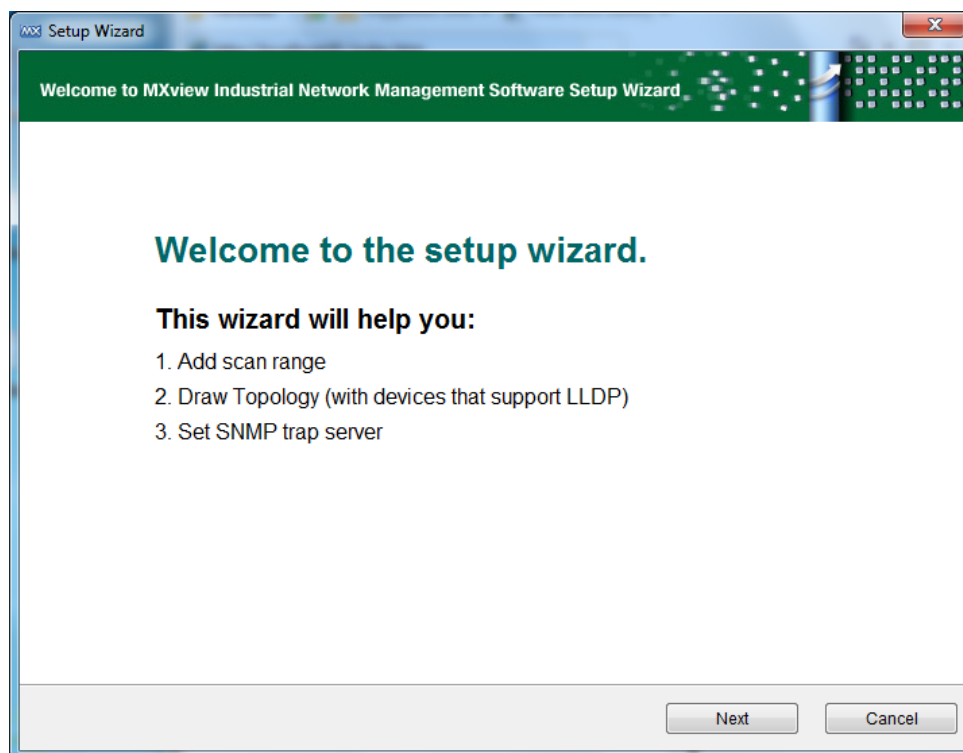 MX Setup Wizard
Welcome to MXview Industrial Network Management Software Setup Wizard
Welcome to the setup wizard.
This wizard will help you:
1. Add scan range
2. Draw Topology (with devices that support LLDP)
3. Set SNMP trap server
Next Cancel